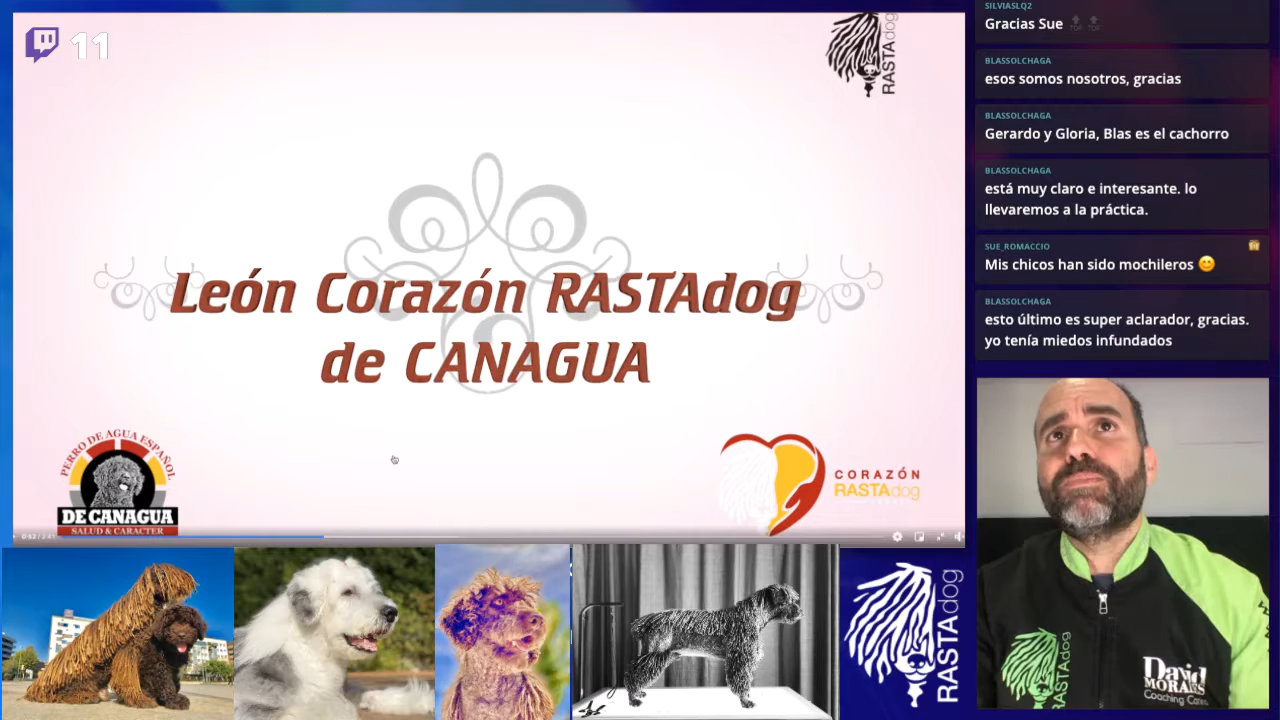 11
RASTAdog
León Corazón RASTAdog
de CANAGUA
PERRO DE AGUA ESPAÑOL
DE CANAGUA
SALUD & CARACTER
CORAZÓN
RASTAdog
SILVIASLQ2
Gracias Sue TOP TOP
BLASSOLCHAGA
esos somos nosotros, gracias
BLASSOLCHAGA
Gerardo y Gloria, Blas es el cachorro
BLASSOLCHAGA
está muy claro e interesante. lo
llevaremos a la práctica.
SUE_ROMACCIO
Mis chicos han sido mochileros
BLASSOLCHAGA
esto último es super aclarador, gracias.
yo tenía miedos infundados
RASTAdog
RASTAdog
David
MORALES